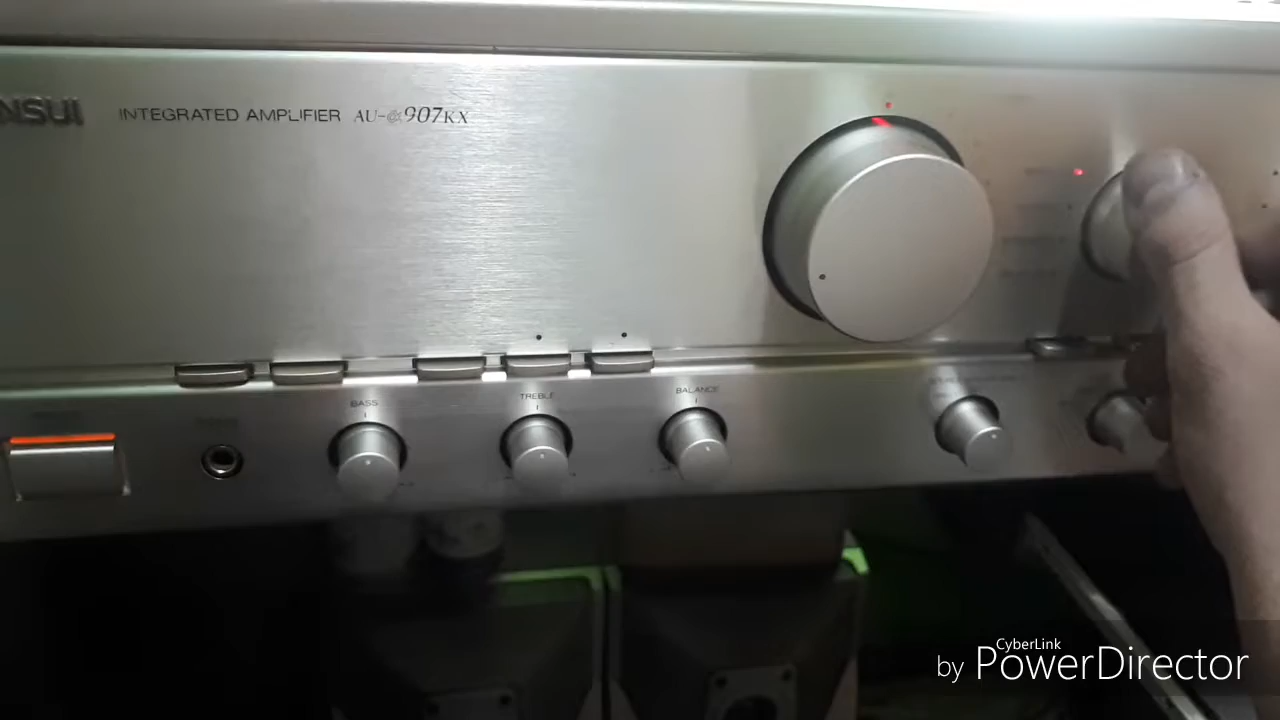 NSUI INTEGRATED AMPLIFIER AU-α907KX
BASS TREBLE BALANCE
CyberLink
by PowerDirector